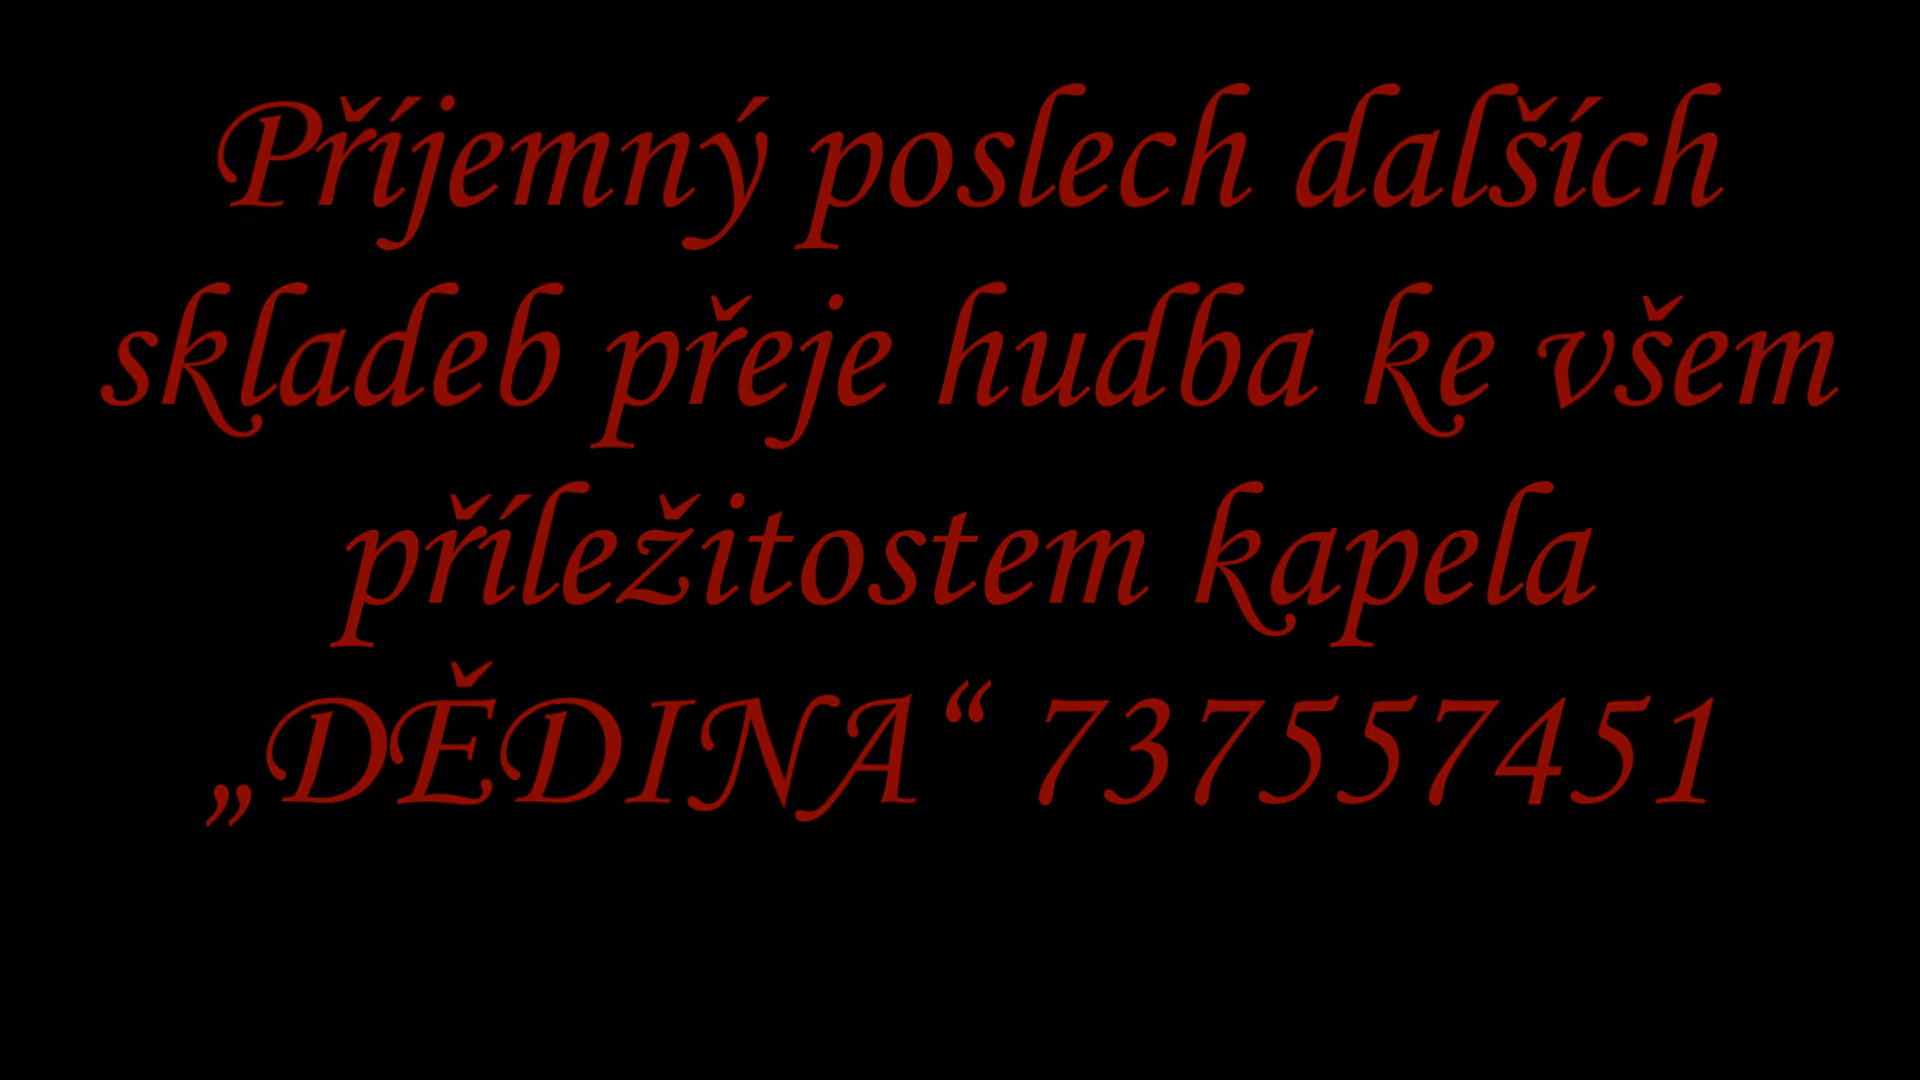 Příjemný poslech dalších
skladeb přeje hudba ke všem
příležitostem kapela
„DĚDINA“ 737557451